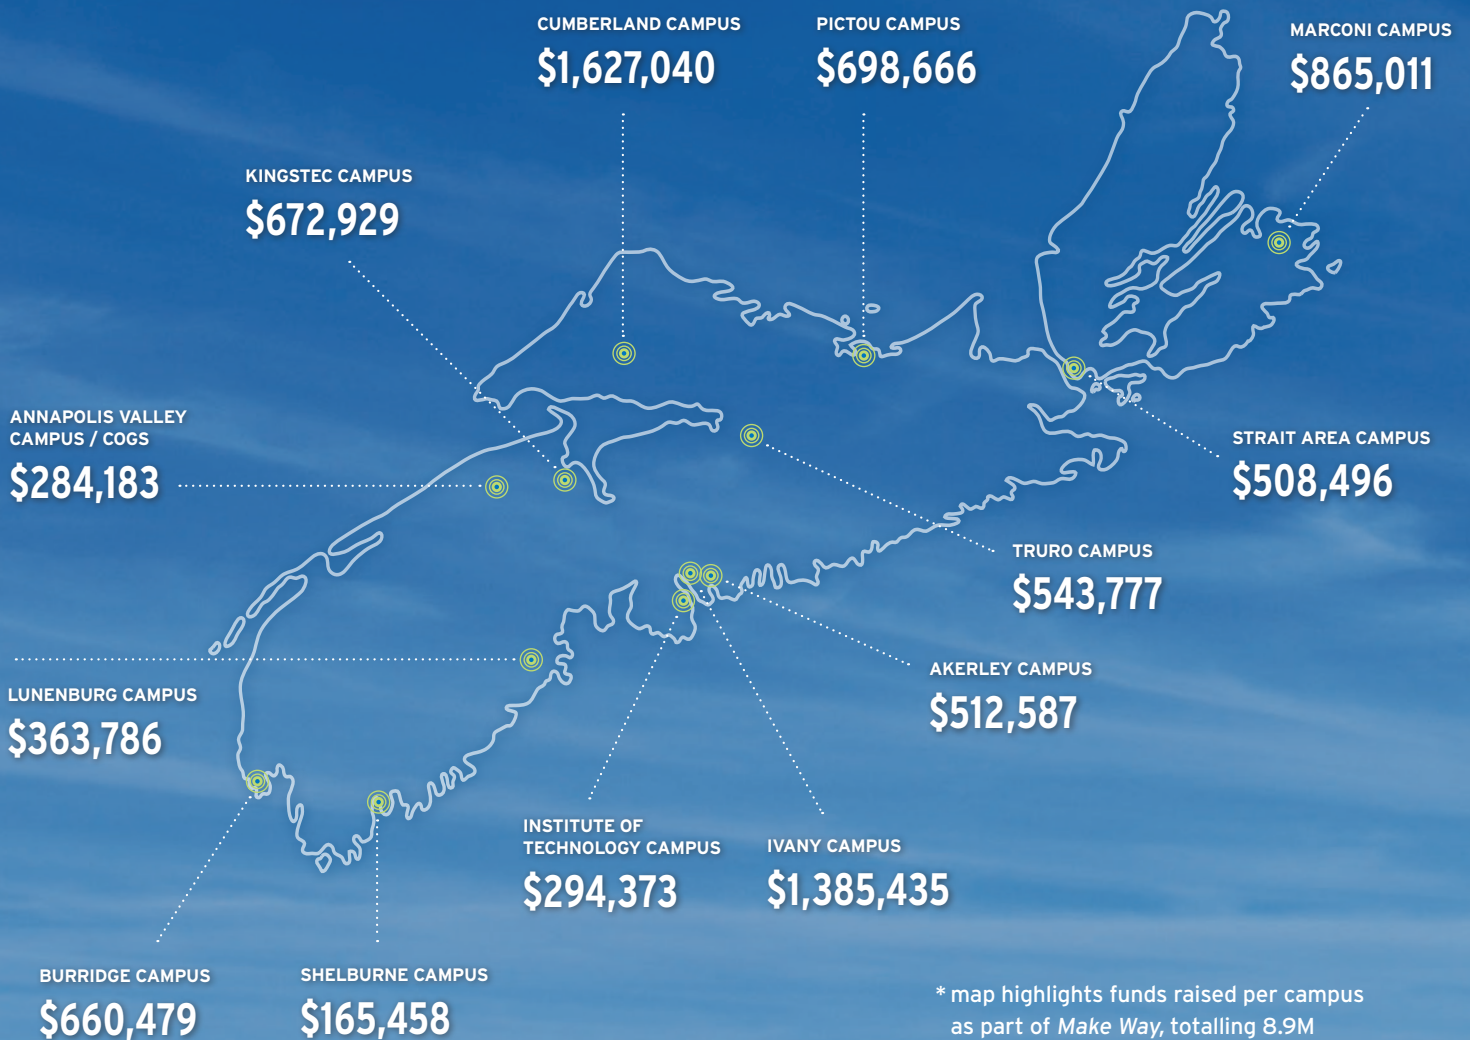 CUMBERLAND CAMPUS
$1,627,040
PICTOU CAMPUS
$698,666
MARCONI CAMPUS
$865,011
KINGSTEC CAMPUS
$672,929
ANNAPOLIS VALLEY
CAMPUS / COGS
$284,183
STRAIT AREA CAMPUS
$508,496
TRURO CAMPUS
$543,777
AKERLEY CAMPUS
$512,587
LUNENBURG CAMPUS
$363,786
INSTITUTE OF
TECHNOLOGY CAMPUS
$294,373
IVANY CAMPUS
$1,385,435
BURRIDGE CAMPUS
$660,479
SHELBURNE CAMPUS
$165,458
* map highlights funds raised per campus
as part of Make Way, totalling 8.9M